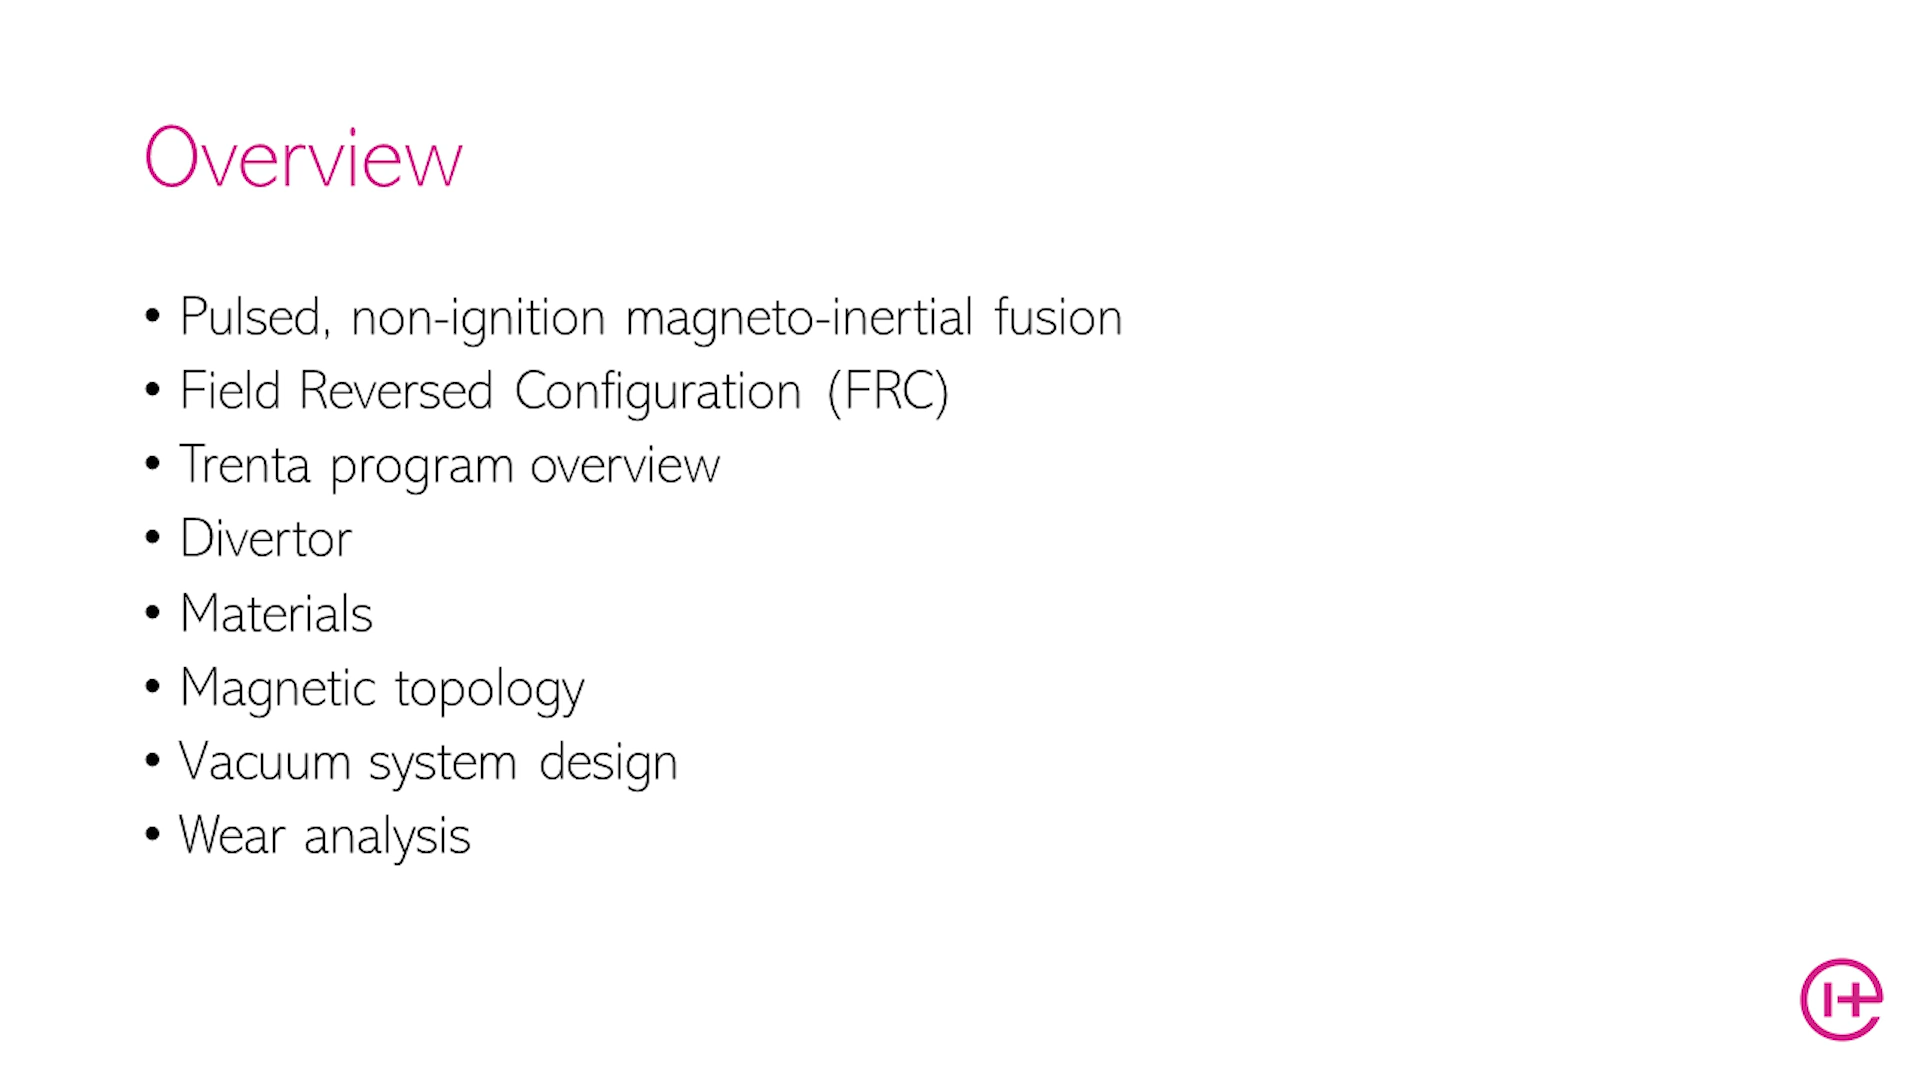 Overview
• Pulsed, non-ignition magneto-inertial fusion
• Field Reversed Configuration (FRC)
• Trenta program overview
• Divertor
• Materials
• Magnetic topology
• Vacuum system design
• Wear analysis